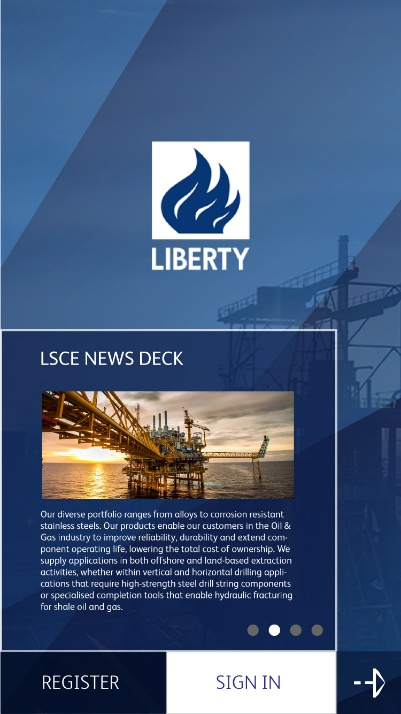 LIBERTY
LSCE NEWS DECK
Our diverse portfolio ranges from alloys to corrosion resistant
stainless steels. Our products enable our customers in the Oil &
Gas industry to improve reliability, durability and extend com-
ponent operating life, lowering the total cost of ownership. We
supply applications in both offshore and land-based extraction
activities, whether within vertical and horizontal drilling appli-
cations that require high-strength steel drill string components
or specialised completion tools that enable hydraulic fracturing
for shale oil and gas.
REGISTER
SIGN IN